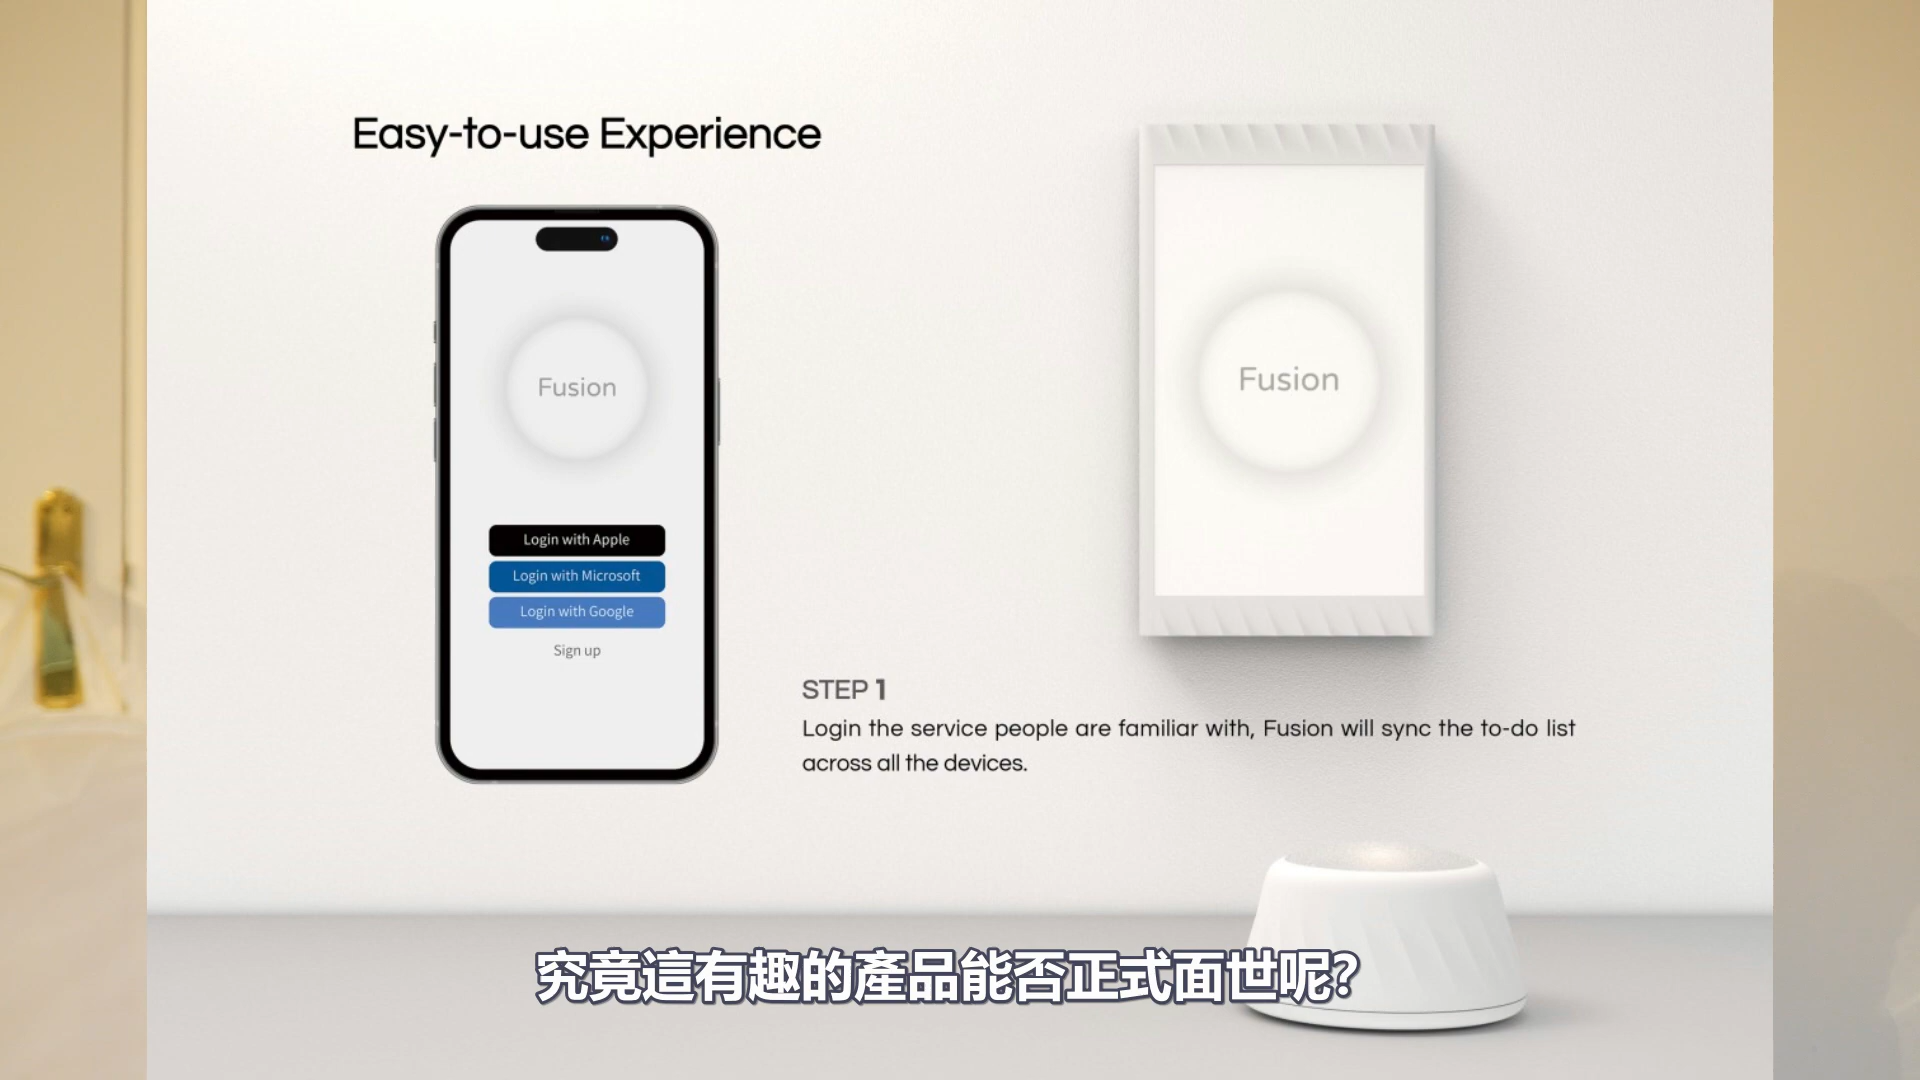 Easy-to-use Experience
Fusion
Login with Apple
Login with Microsoft
Login with Google
Sign up
Fusion
STEP 1
Login the service people are familiar with, Fusion will sync the to-do list
across all the devices.
究竟這有趣的產品能否正式面世呢?